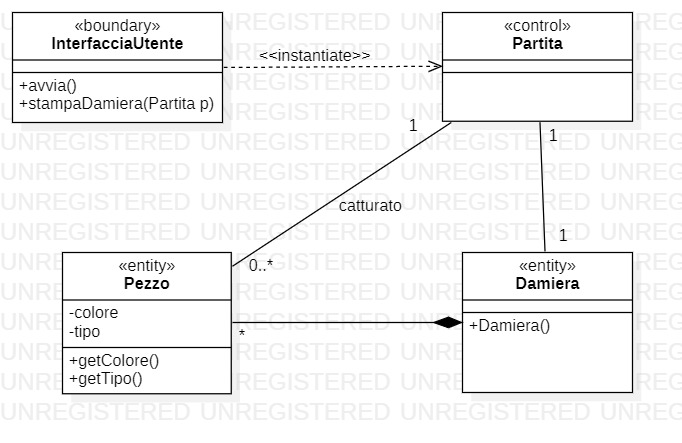 «boundary»
InterfacciaUtente
+avvia()
+stampaDamiera(Partita p)
<<instantiate>>
«control»
Partita
1
1
catturato
0..*
1
«entity»
Pezzo
-colore
-tipo
+getColore()
+getTipo()
*
«entity»
Damiera
+Damiera()
UNREGISTERED UNREGISTERED UNREGISTERED UNREGISTERED